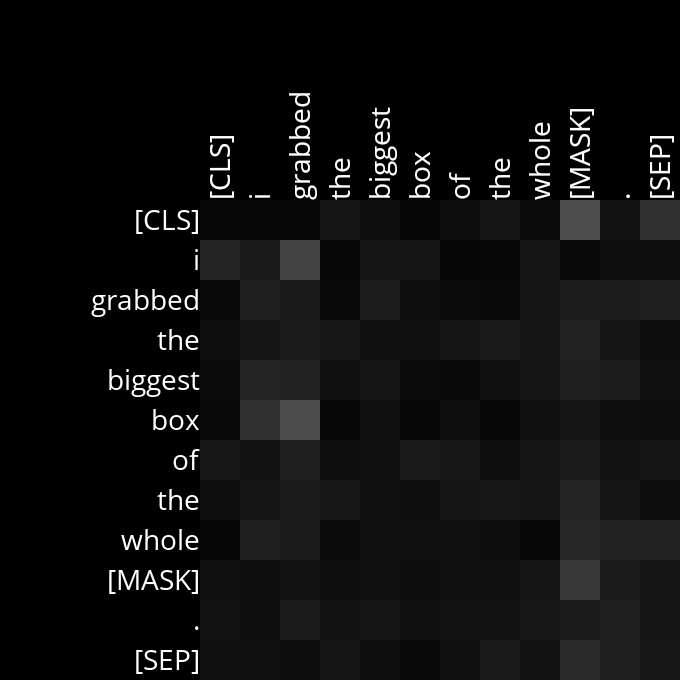 [CLS] i grabbed the biggest box of the whole [MASK] . [SEP]
[CLS]
i
grabbed
the
biggest
box
of
the
whole
[MASK]
.
[SEP]